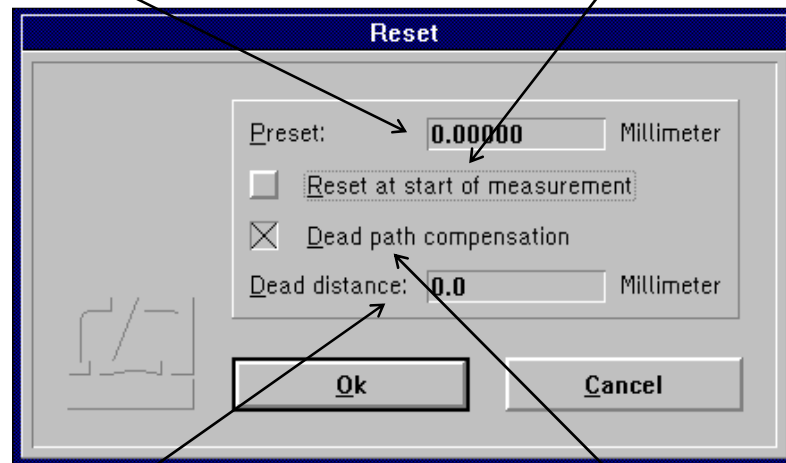 Reset
Preset: 0.00000 Millimeter
Reset at start of measurement
Dead path compensation
Dead distance: 0.0 Millimeter
Ok Cancel